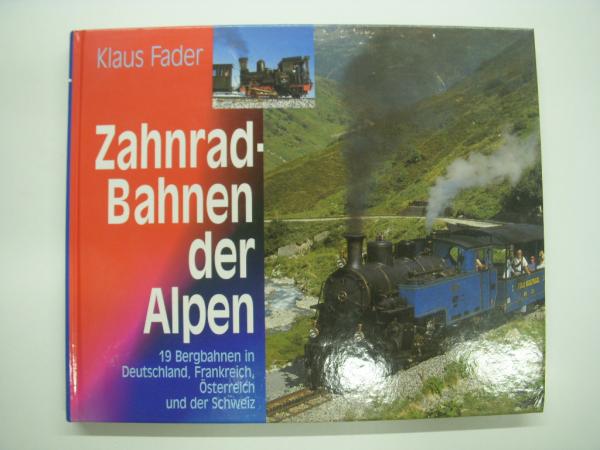 Klaus Fader
Zahnrad-
Bahnen
der
Alpen
19 Bergbahnen in
Deutschland, Frankreich,
Österreich
und der Schweiz